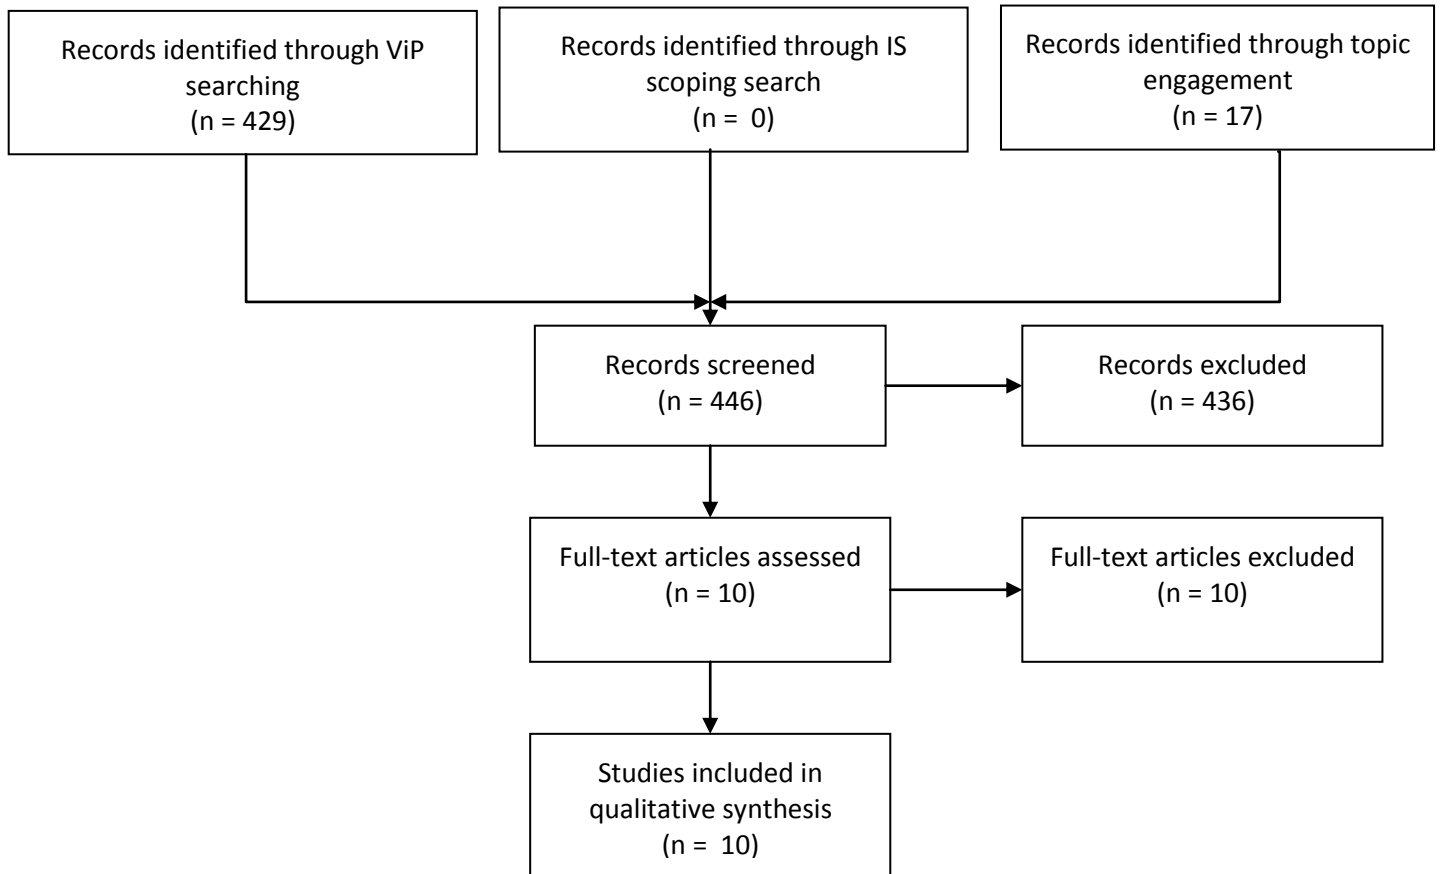 Records identified through ViP
searching
(n = 429)
Records identified through IS
scoping search
(n =  0)
Records identified through topic
engagement
(n = 17)
Records screened
(n = 446)
Records excluded
(n = 436)
Full-text articles assessed
(n = 10)
Full-text articles excluded
(n = 10)
Studies included in
qualitative synthesis
(n =  10)